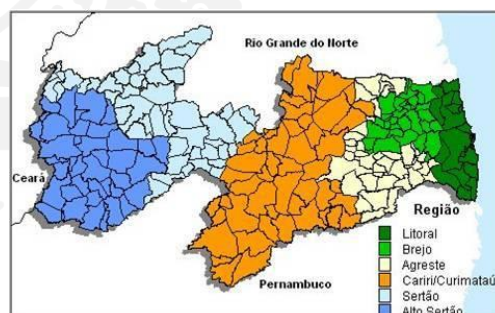 Rio Grande do Norte
Ceará
Pernambuco
Região
Litoral
Brejo
Agreste
Cariri/Curimataú
Sertão
Alto Sertão